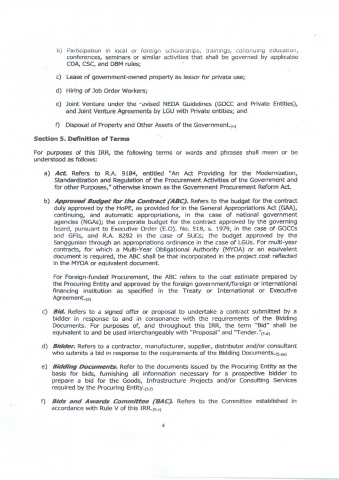 b) Participation in local or foreign scholarships, trainings, continuing education,
conferences, seminars or similar activities that shall be governed by applicable
COA, CSC, and DBM rules;
c) Lease of government-owned property as lessor for private use;
d) Hiring of Job Order Workers;
e) Joint Venture under the revised NEDA Guidelines (GOCC and Private Entities),
and Joint Venture Agreements by LGU with Private entities; and
f) Disposal of Property and Other Assets of the Government.
Section 5. Definition of Terms
For purposes of this IRR, the following terms or words and phrases shall mean or be
understood as follows:
a) Act. Refers to R.A. 9184, entitled "An Act Providing for the Modernization,
Standardization and Regulation of the Procurement Activities of the Government and
for other Purposes," otherwise known as the Government Procurement Reform Act.
b) Approved Budget for the Contract (ABC). Refers to the budget for the contract
duly approved by the HoPE, as provided for in the General Appropriations Act (GAA),
continuing, and automatic appropriations, in the case of national government
agencies (NGAs); the corporate budget for the contract approved by the governing
board, pursuant to Executive Order (E.O). No. 518, s. 1979, in the case of GOCCs
and GFIs, and R.A. 8292 in the case of SUCs; the budget approved by the
Sanggunian through an appropriations ordinance in the case of LGUs. For multi-year
contracts, for which a Multi-Year Obligational Authority (MYOA) or an equivalent
document is required, the ABC shall be that incorporated in the project cost reflected
in the MYOA or equivalent document.
For Foreign-funded Procurement, the ABC refers to the cost estimate prepared by
the Procuring Entity and approved by the foreign government/foreign or international
financing institution as specified in the Treaty or International or Executive
Agreement.(a)
c) Bid. Refers to a signed offer or proposal to undertake a contract submitted by a
bidder in response to and in consonance with the requirements of the Bidding
Documents. For purposes of, and throughout this IRR, the term "Bid" shall be
equivalent to and be used interchangeably with "Proposal" and "Tender."(5.d)
d) Bidder. Refers to a contractor, manufacturer, supplier, distributor and/or consultant
who submits a bid in response to the requirements of the Bidding Documents.
e) Bidding Documents. Refer to the documents issued by the Procuring Entity as the
basis for bids, furnishing all information necessary for a prospective bidder to
prepare a bid for the Goods, Infrastructure Projects and/or Consulting Services
required by the Procuring Entity.(5.f)
f) Bids and Awards Committee (BAC). Refers to the Committee established in
accordance with Rule V of this IRR.
4